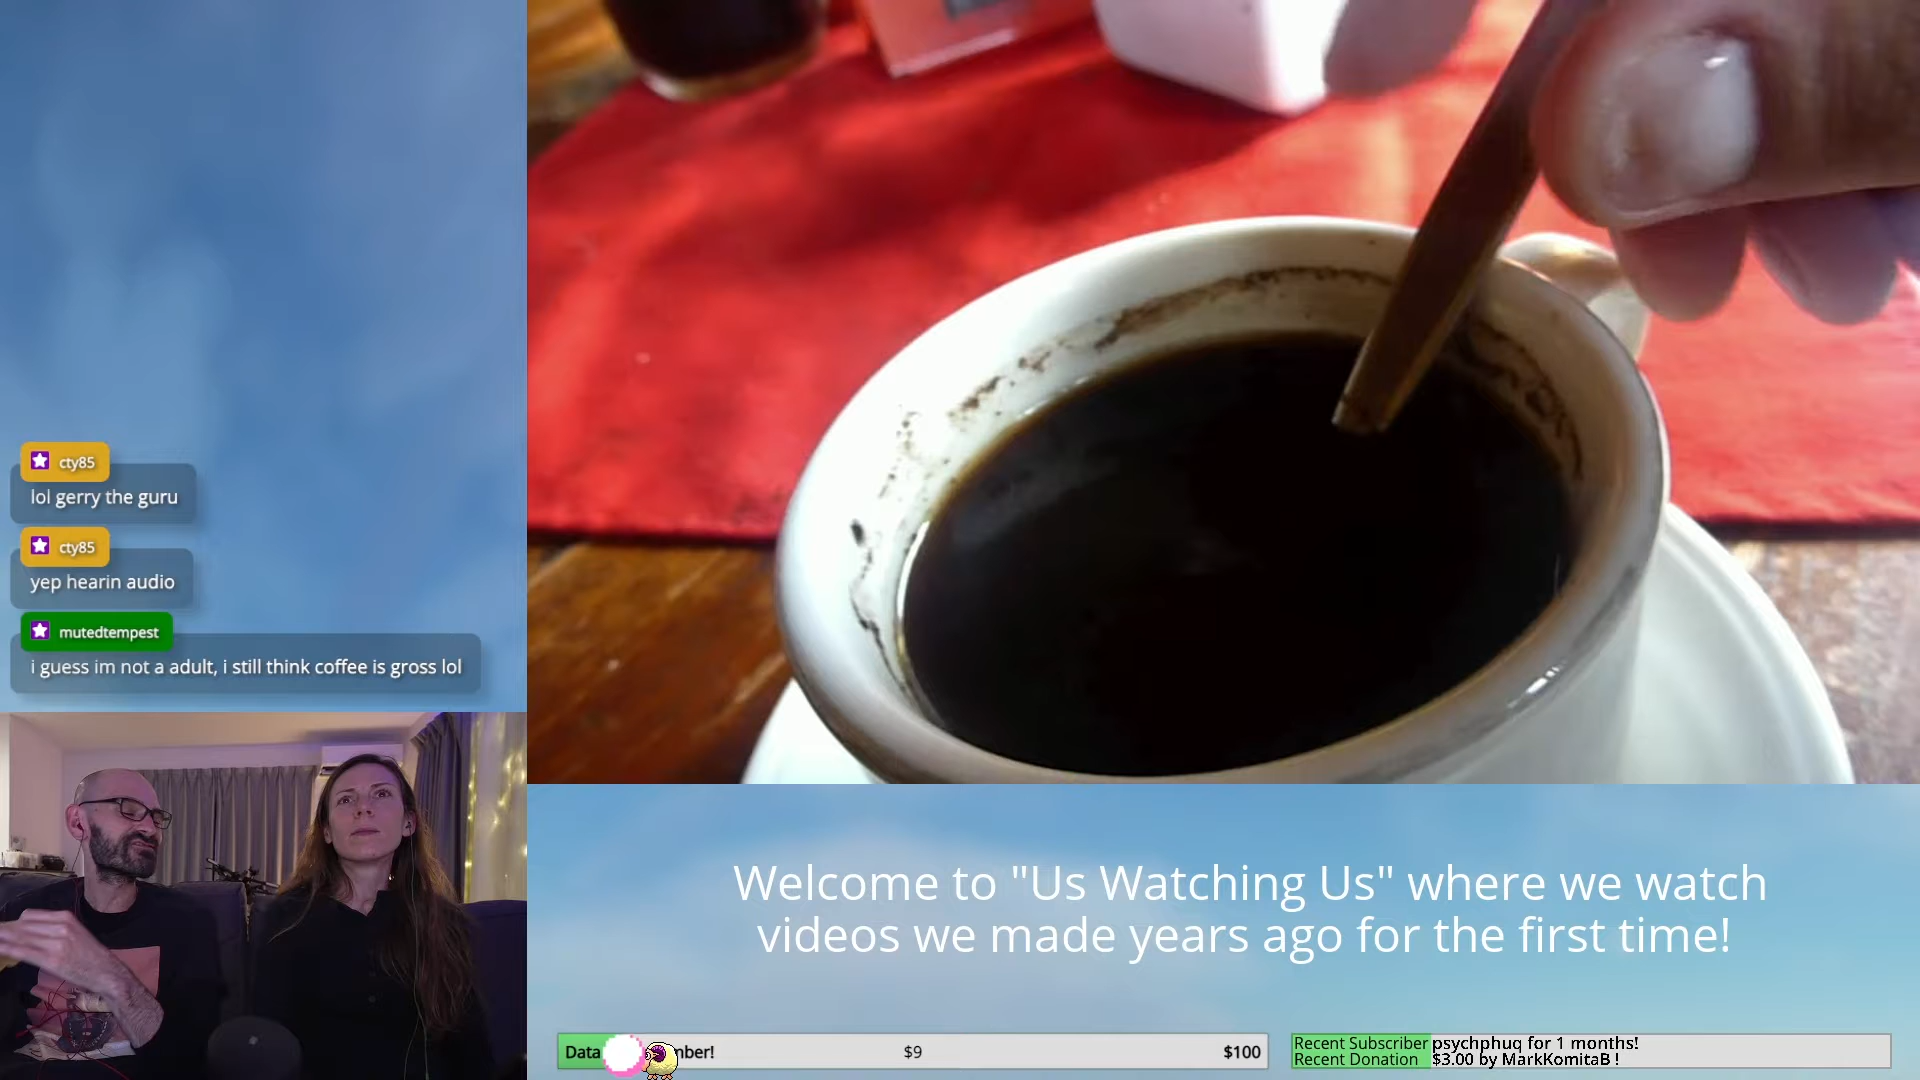 cty85
lol gerry the guru
cty85
yep hearin audio
mutedtempest
i guess im not a adult, i still think coffee is gross lol
Welcome to "Us Watching Us" where we watch
videos we made years ago for the first time!
Data
$9
$100
Recent Subscriber psychphuq for 1 months!
Recent Donation $3.00 by MarkKomitaB !